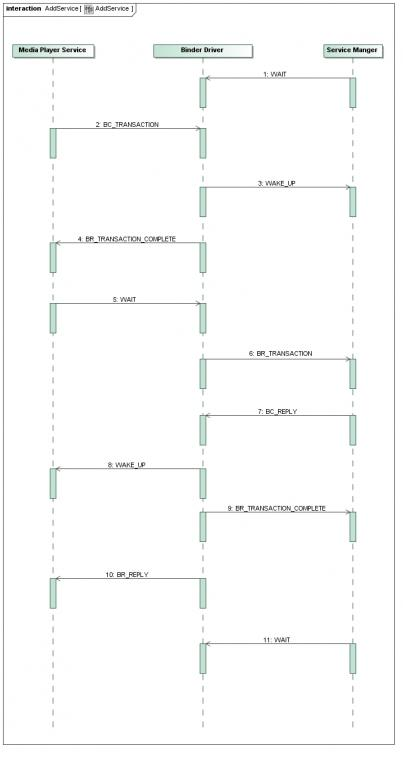 interaction AddService [ AddService ]
Media Player Service Binder Driver Service Manger
1: WAIT
2: BC_TRANSACTION
3: WAKE_UP
4: BR_TRANSACTION_COMPLETE
5: WAIT
6: BR_TRANSACTION
7: BC_REPLY
8: WAKE_UP
9: BR_TRANSACTION_COMPLETE
10: BR_REPLY
11: WAIT